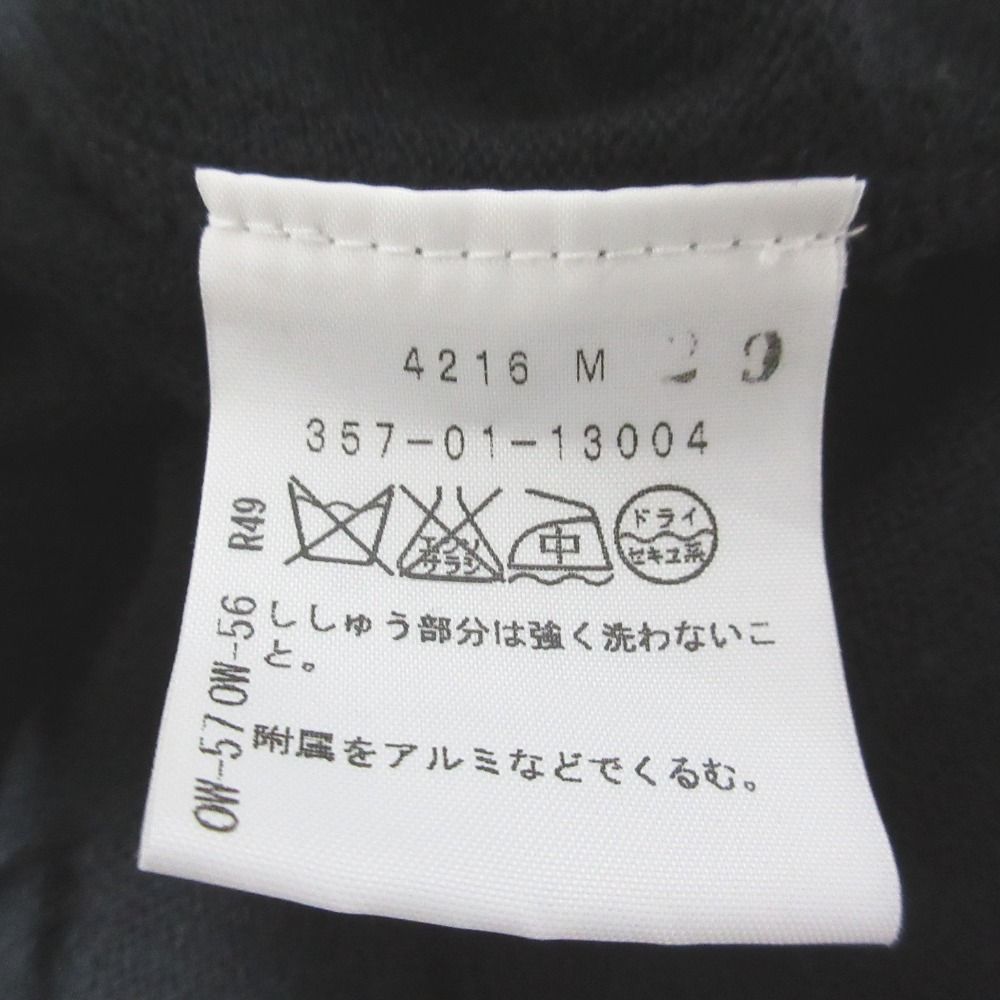 4216 M 29
357-01-13004
エンソ
サラシ
中
ドライ
セキユ系
ししゅう部分は強く洗わないこ
と。
附属をアルミなどでくるむ。
R49
OW-56
OW-57